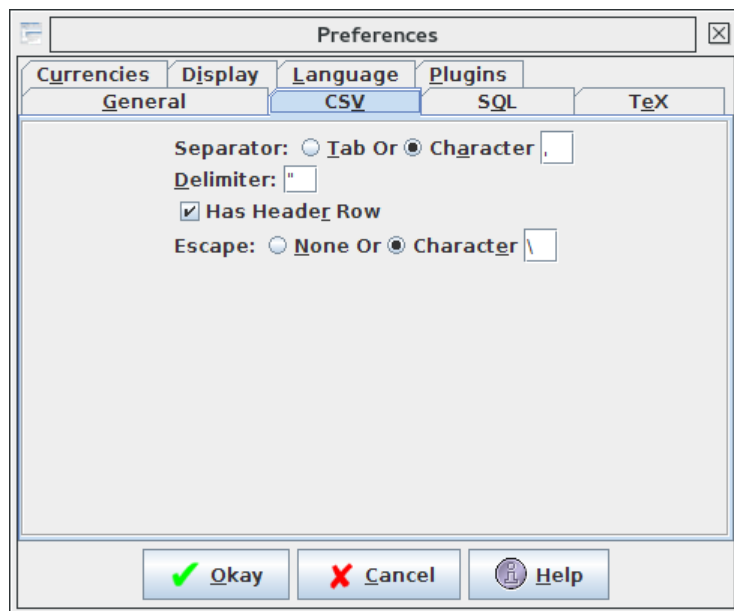 Preferences
Currencies Display Language Plugins
General CSV SQL TeX
Separator: Tab Or Character ,
Delimiter: "
Has Header Row
Escape: None Or Character \
Okay Cancel Help